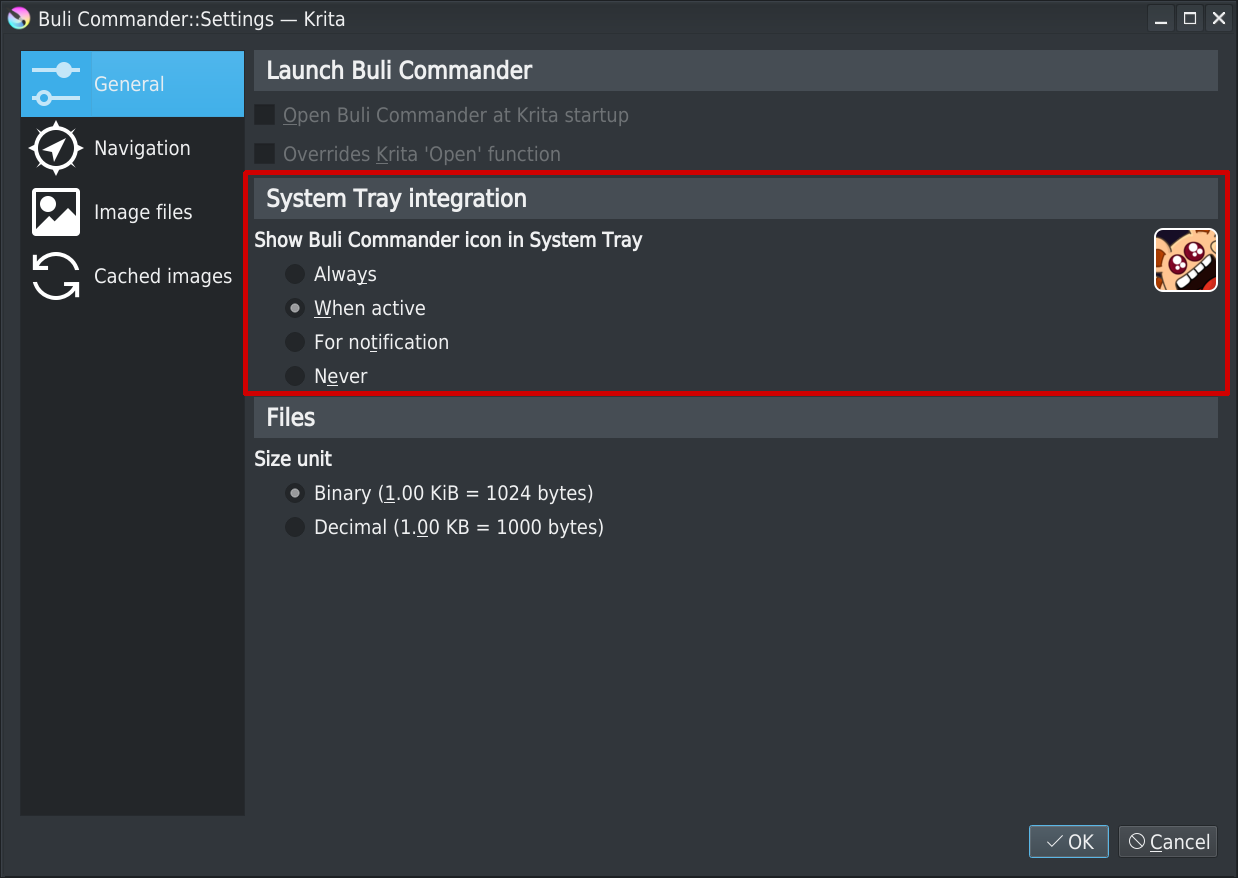 Buli Commander::Settings — Krita
General
Navigation
Image files
Cached images
Launch Buli Commander
Open Buli Commander at Krita startup
Overrides Krita 'Open' function
System Tray integration
Show Buli Commander icon in System Tray
Always
When active
For notification
Never
Files
Size unit
Binary (1.00 KiB = 1024 bytes)
Decimal (1.00 KB = 1000 bytes)
OK
Cancel